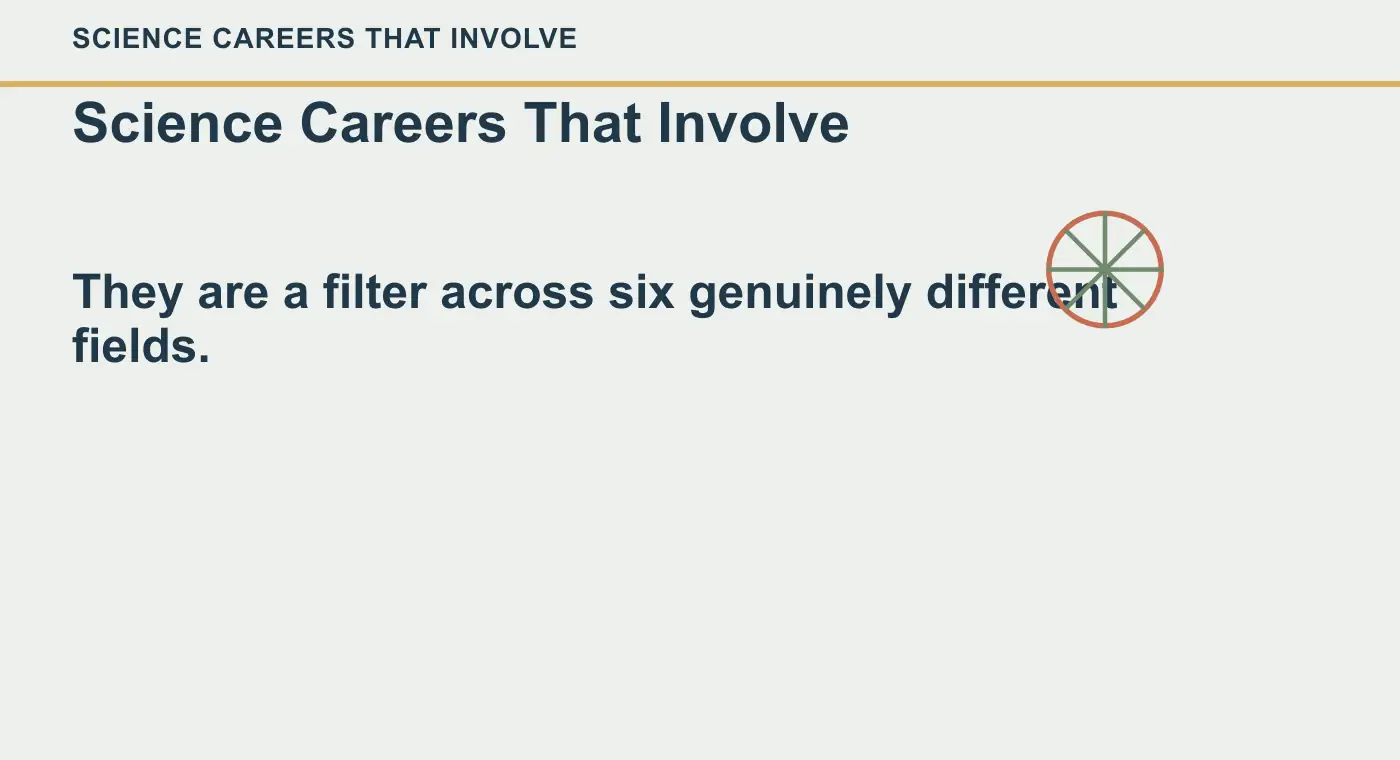 SCIENCE CAREERS THAT INVOLVE
Science Careers That Involve
They are a filter across six genuinely different
fields.